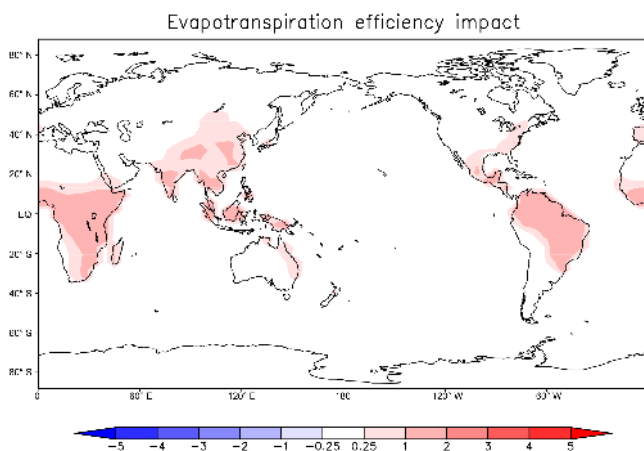 Evapotranspiration efficiency impact
80°N
60°N
40°N
20°N
EQ
20°S
40°S
60°S
80°S
0 60°E 120°E 180 120°W 60°W
-5 -4 -3 -2 -1 -0.25 0.25 1 2 3 4 5